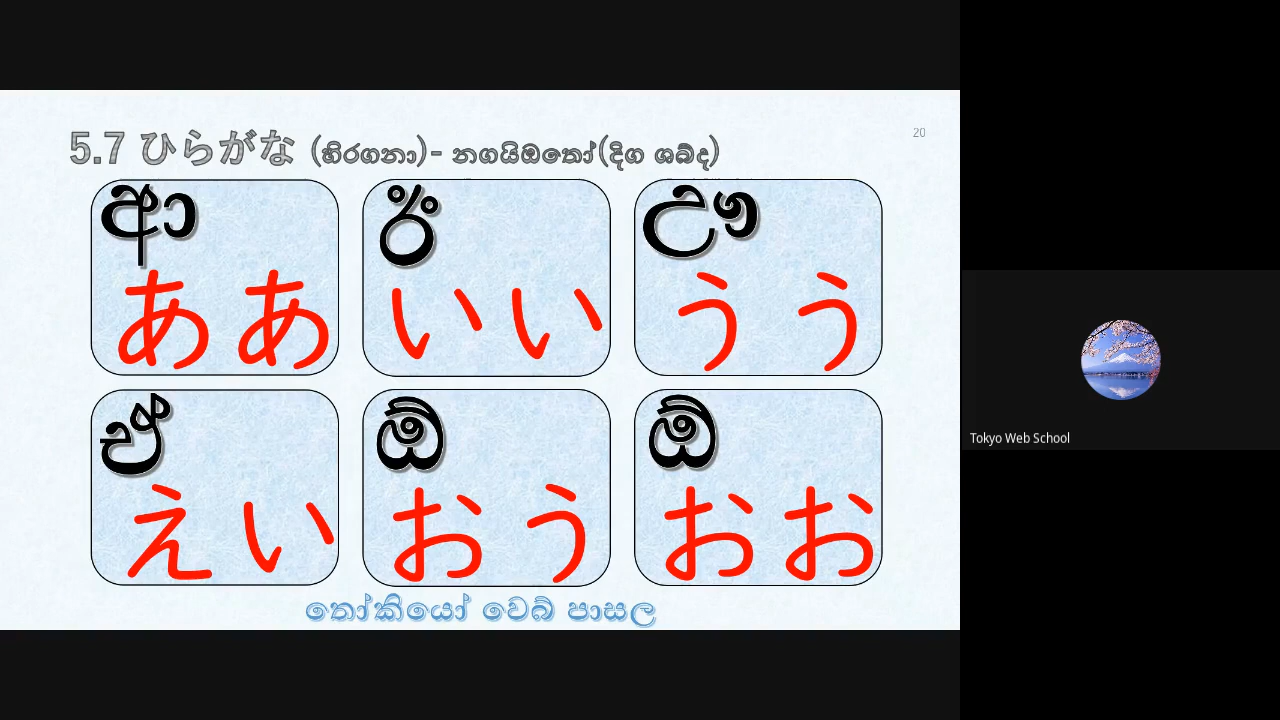 20
5.7 ひらがな (හිරගනා)- නගයිඔතෝ(දිග ශබ්ද)
ආ ඊ ඌ
ああ いい うう
ඒ ඕ ඕ
えい おう おお
තෝකියෝ වෙබ් පාසල
Tokyo Web School